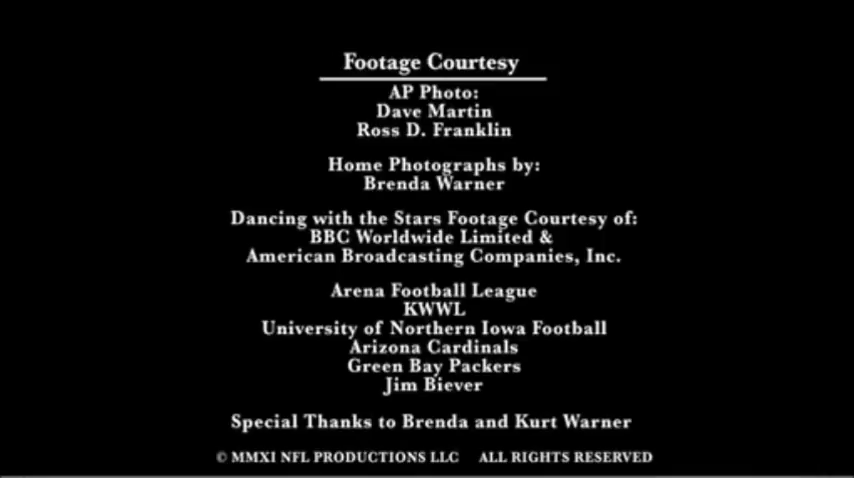 Footage Courtesy
AP Photo:
Dave Martin
Ross D. Franklin
Home Photographs by:
Brenda Warner
Dancing with the Stars Footage Courtesy of:
BBC Worldwide Limited &
American Broadcasting Companies, Inc.
Arena Football League
KWWL
University of Northern Iowa Football
Arizona Cardinals
Green Bay Packers
Jim Biever
Special Thanks to Brenda and Kurt Warner
© MMXI NFL PRODUCTIONS LLC ALL RIGHTS RESERVED